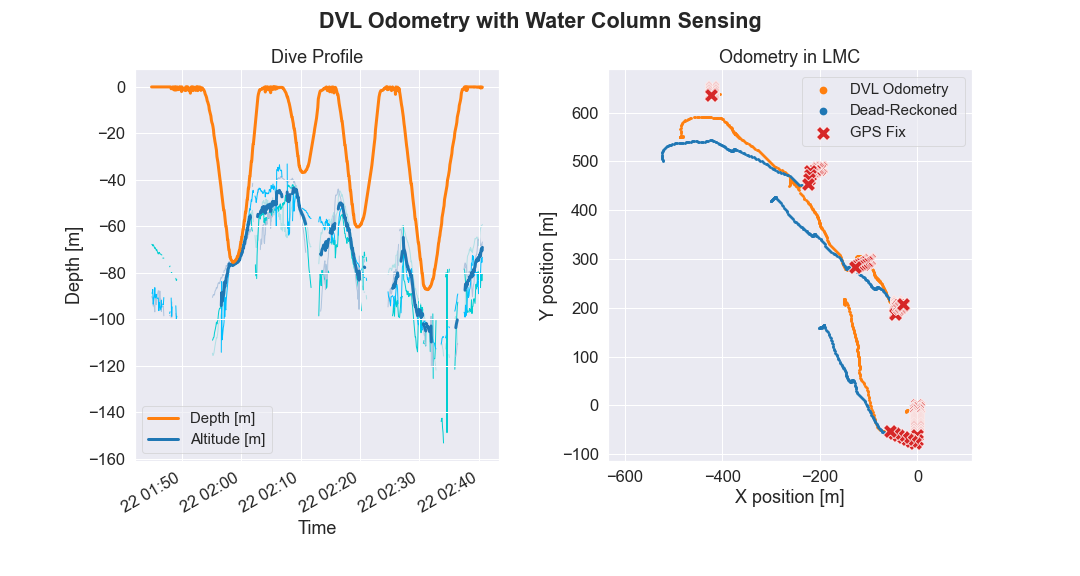 DVL Odometry with Water Column Sensing
Dive Profile
0
−20
−40
−60
−80
−100
−120
−140
−160
Depth [m]
Depth [m]
Altitude [m]
22 01:50
22 02:00
22 02:10
22 02:20
22 02:30
22 02:40
Time
Odometry in LMC
DVL Odometry
Dead-Reckoned
GPS Fix
600
500
400
300
200
100
0
−100
Y position [m]
−600
−400
−200
0
X position [m]